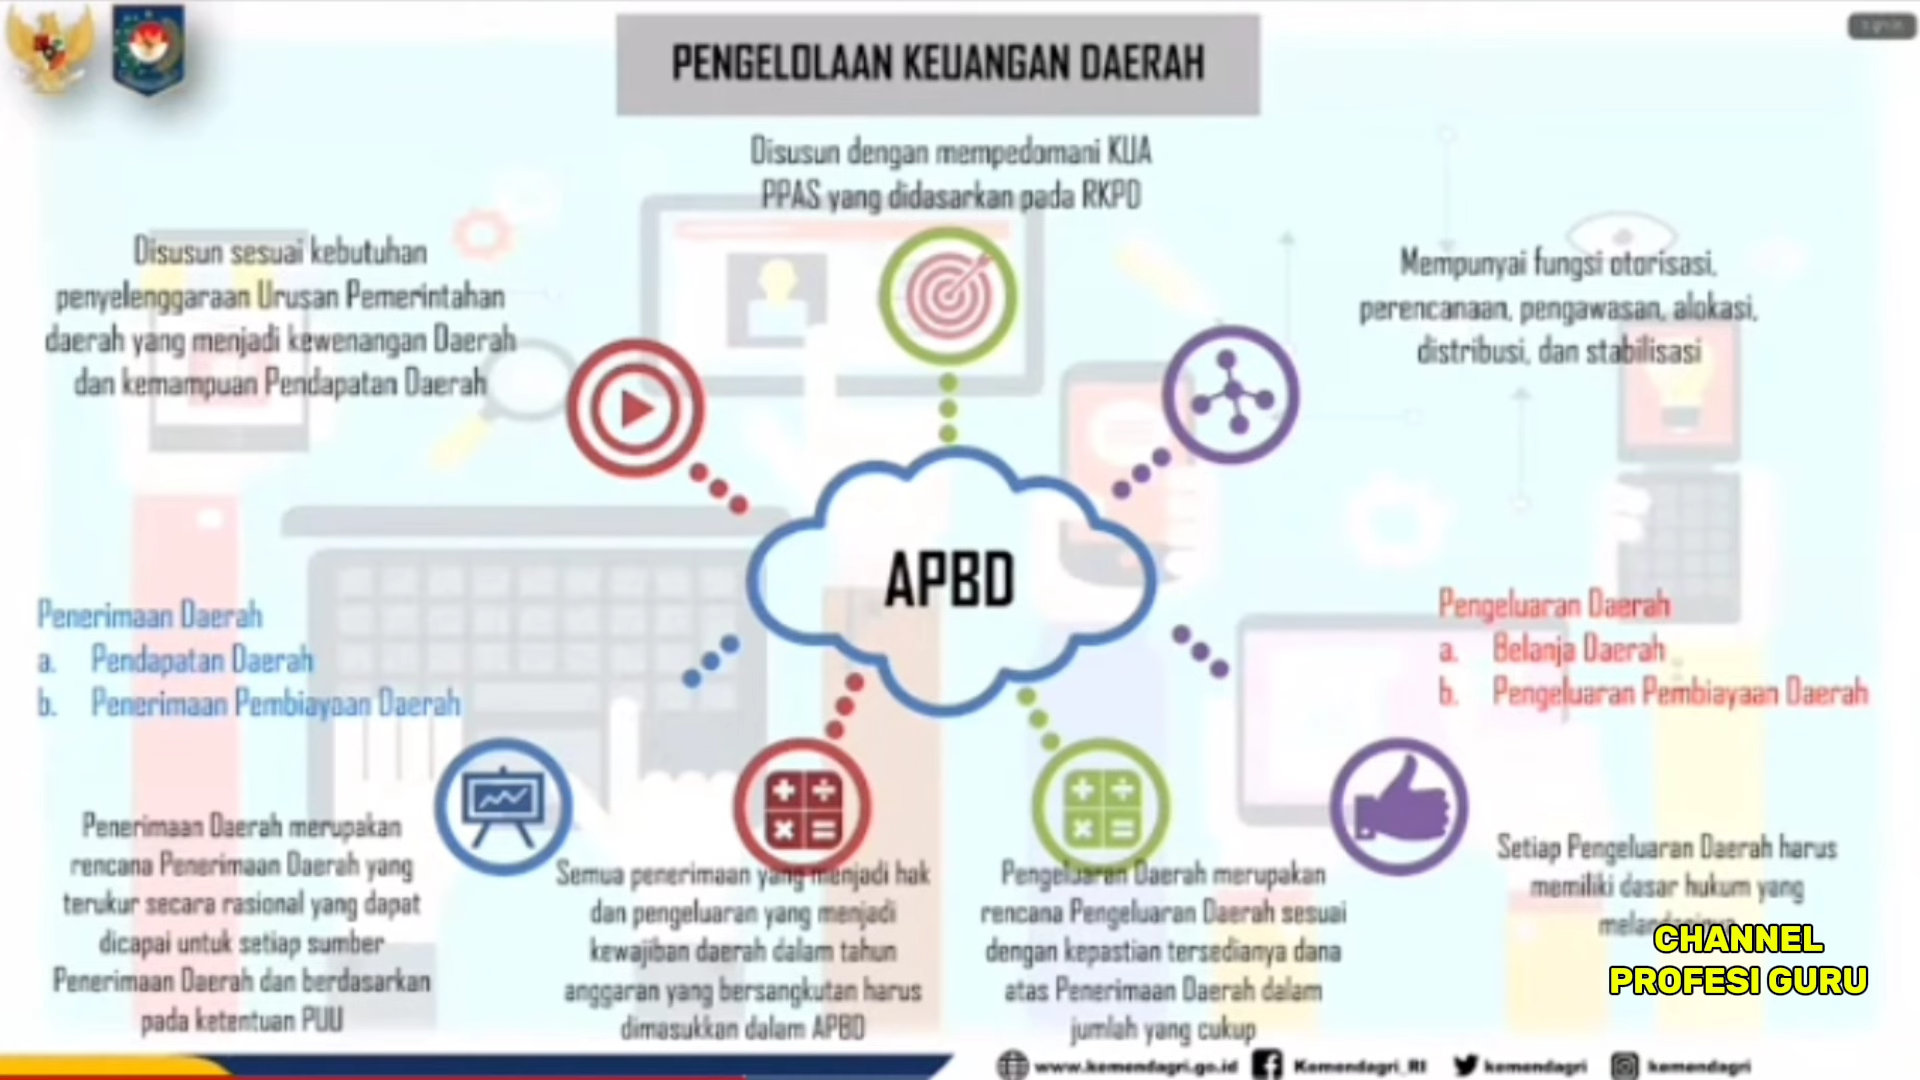 PENGELOLAAN KEUANGAN DAERAH
Disusun dengan mempedomani KUA
PPAS yang didasarkan pada RKPD
Disusun sesuai kebutuhan
penyelenggaraan Urusan Pemerintahan
daerah yang menjadi kewenangan Daerah
dan kemampuan Pendapatan Daerah
Mempunyai fungsi otorisasi,
perencanaan, pengawasan, alokasi,
distribusi, dan stabilisasi
APBD
Penerimaan Daerah
a. Pendapatan Daerah
b. Penerimaan Pembiayaan Daerah
Pengeluaran Daerah
a. Belanja Daerah
b. Pengeluaran Pembiayaan Daerah
Penerimaan Daerah merupakan
rencana Penerimaan Daerah yang
terukur secara rasional yang dapat
dicapai untuk setiap sumber
Penerimaan Daerah dan berdasarkan
pada ketentuan PUU
Semua penerimaan yang menjadi hak
dan pengeluaran yang menjadi
kewajiban daerah dalam tahun
anggaran yang bersangkutan harus
dimasukkan dalam APBD
Pengeluaran Daerah merupakan
rencana Pengeluaran Daerah sesuai
dengan kepastian tersedianya dana
atas Penerimaan Daerah dalam
jumlah yang cukup
Setiap Pengeluaran Daerah harus
memiliki dasar hukum yang
CHANNEL
PROFESI GURU
www.kemendagri.go.id Kemendagri_RI kemendagri kemendagri